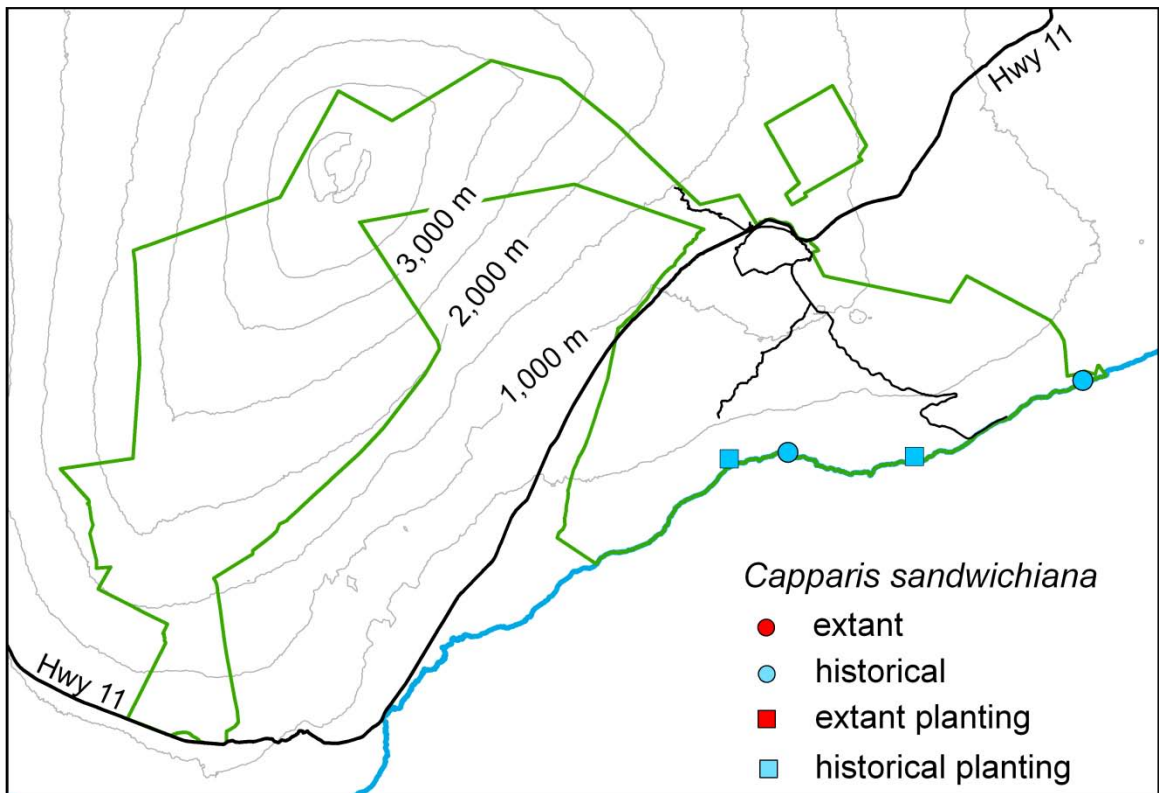 Hwy 11
3,000 m
2,000 m
1,000 m
Hwy 11
Capparis sandwichiana
extant
historical
extant planting
historical planting